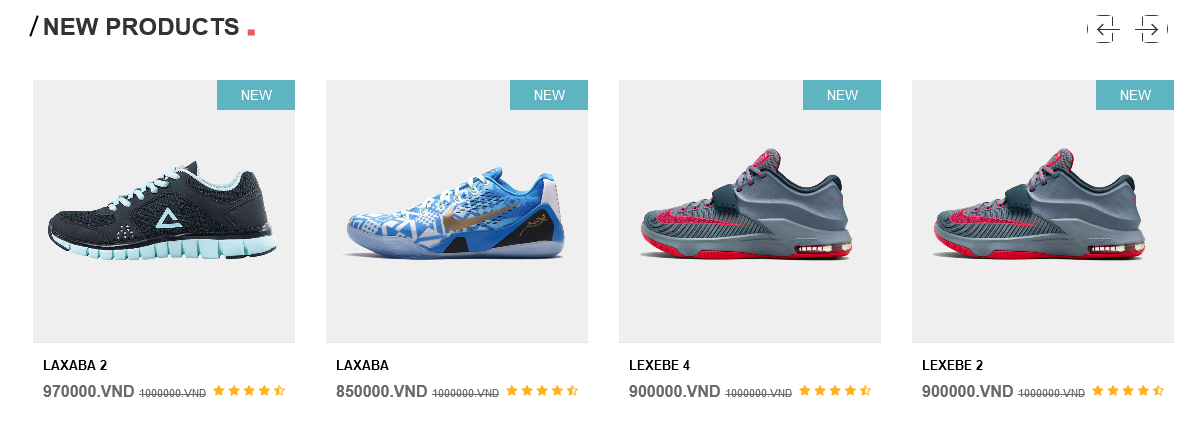 / NEW PRODUCTS .
NEW
NEW
NEW
NEW
LAXABA 2
970000.VND 1000000.VND
LAXABA
850000.VND 1000000.VND
LEXEBE 4
900000.VND 1000000.VND
LEXEBE 2
900000.VND 1000000.VND